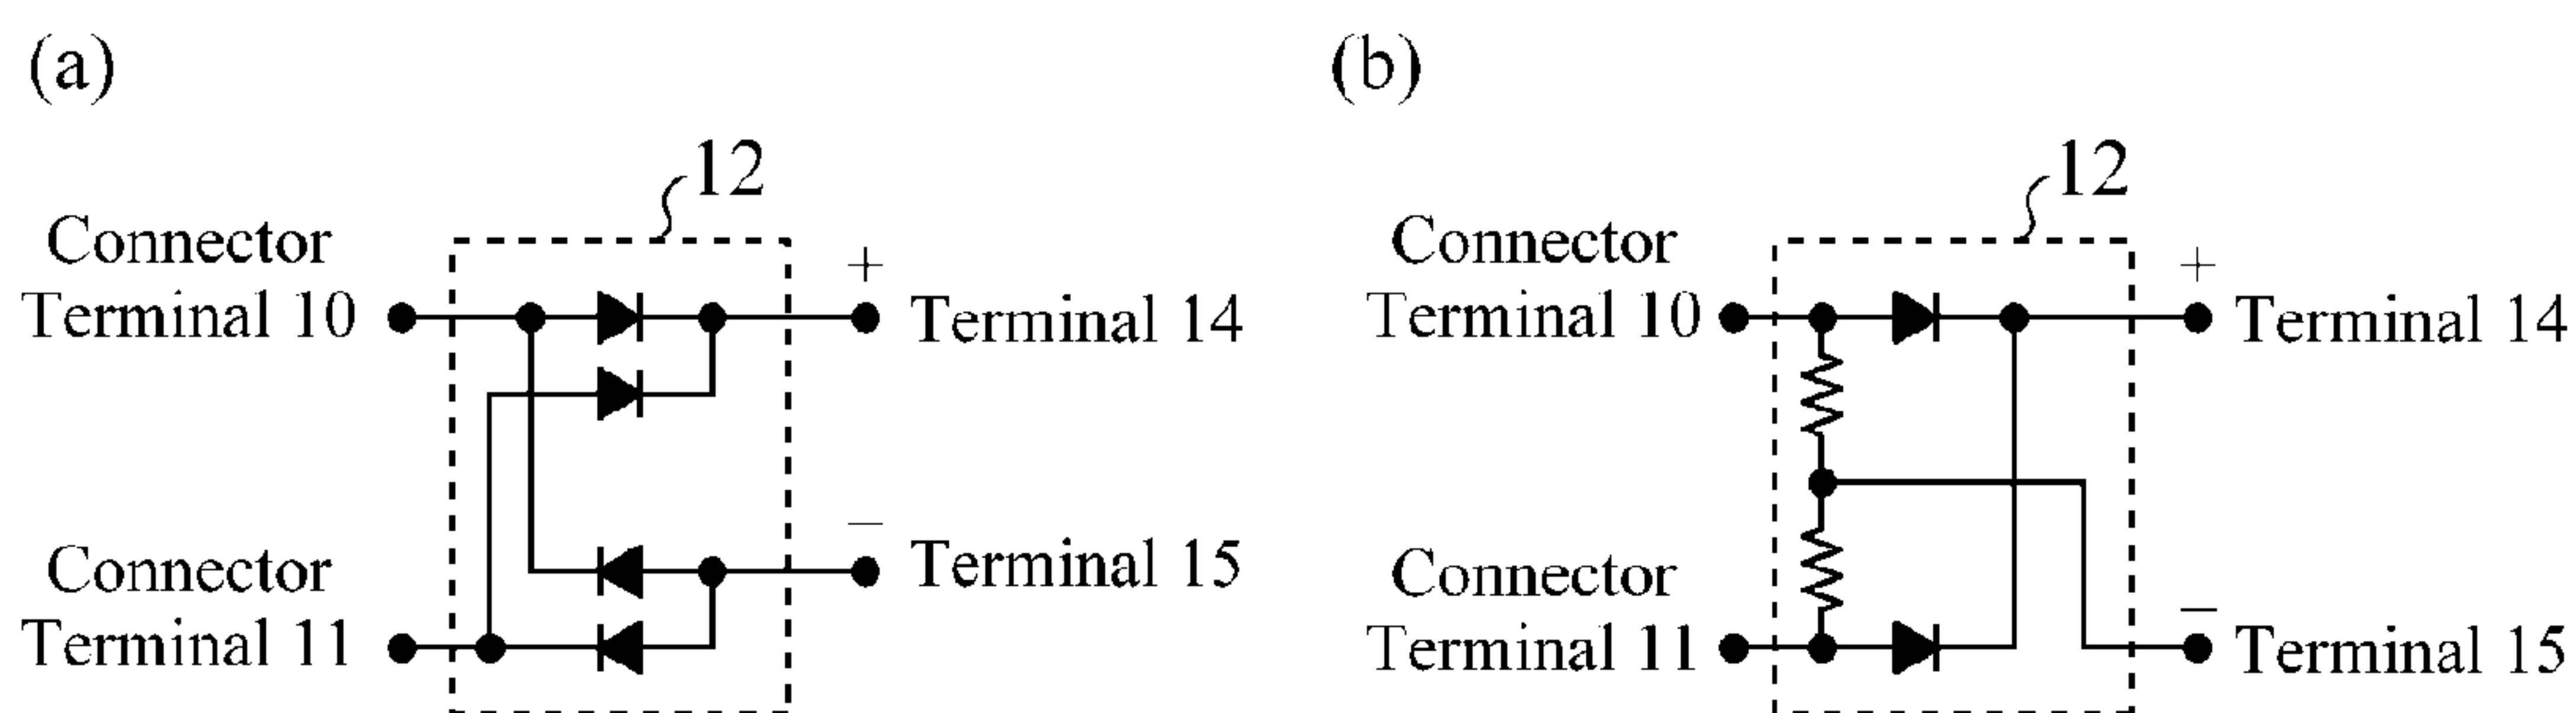 (a)
12
Connector
Terminal 10
+
Terminal 14
−
Terminal 15
Connector
Terminal 11
(b)
12
Connector
Terminal 10
+
Terminal 14
Connector
Terminal 11
−
Terminal 15